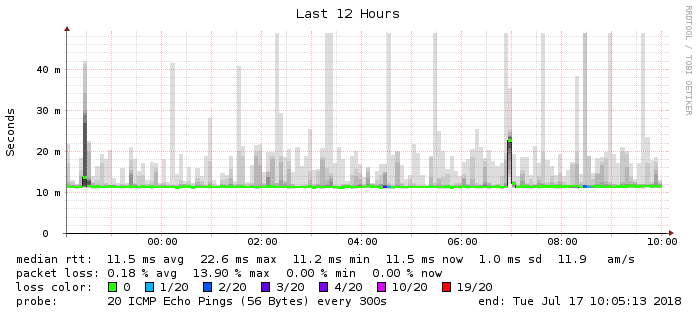 Last 12 Hours
RRDTOOL / TOBI OETIKER
Seconds
40 m
30 m
20 m
10 m
0
00:00 02:00 04:00 06:00 08:00 10:00
median rtt: 11.5 ms avg 22.6 ms max 11.2 ms min 11.5 ms now 1.0 ms sd 11.9 am/s
packet loss: 0.18 % avg 13.90 % max 0.00 % min 0.00 % now
loss color: 0 1/20 2/20 3/20 4/20 10/20 19/20
probe: 20 ICMP Echo Pings (56 Bytes) every 300s end: Tue Jul 17 10:05:13 2018